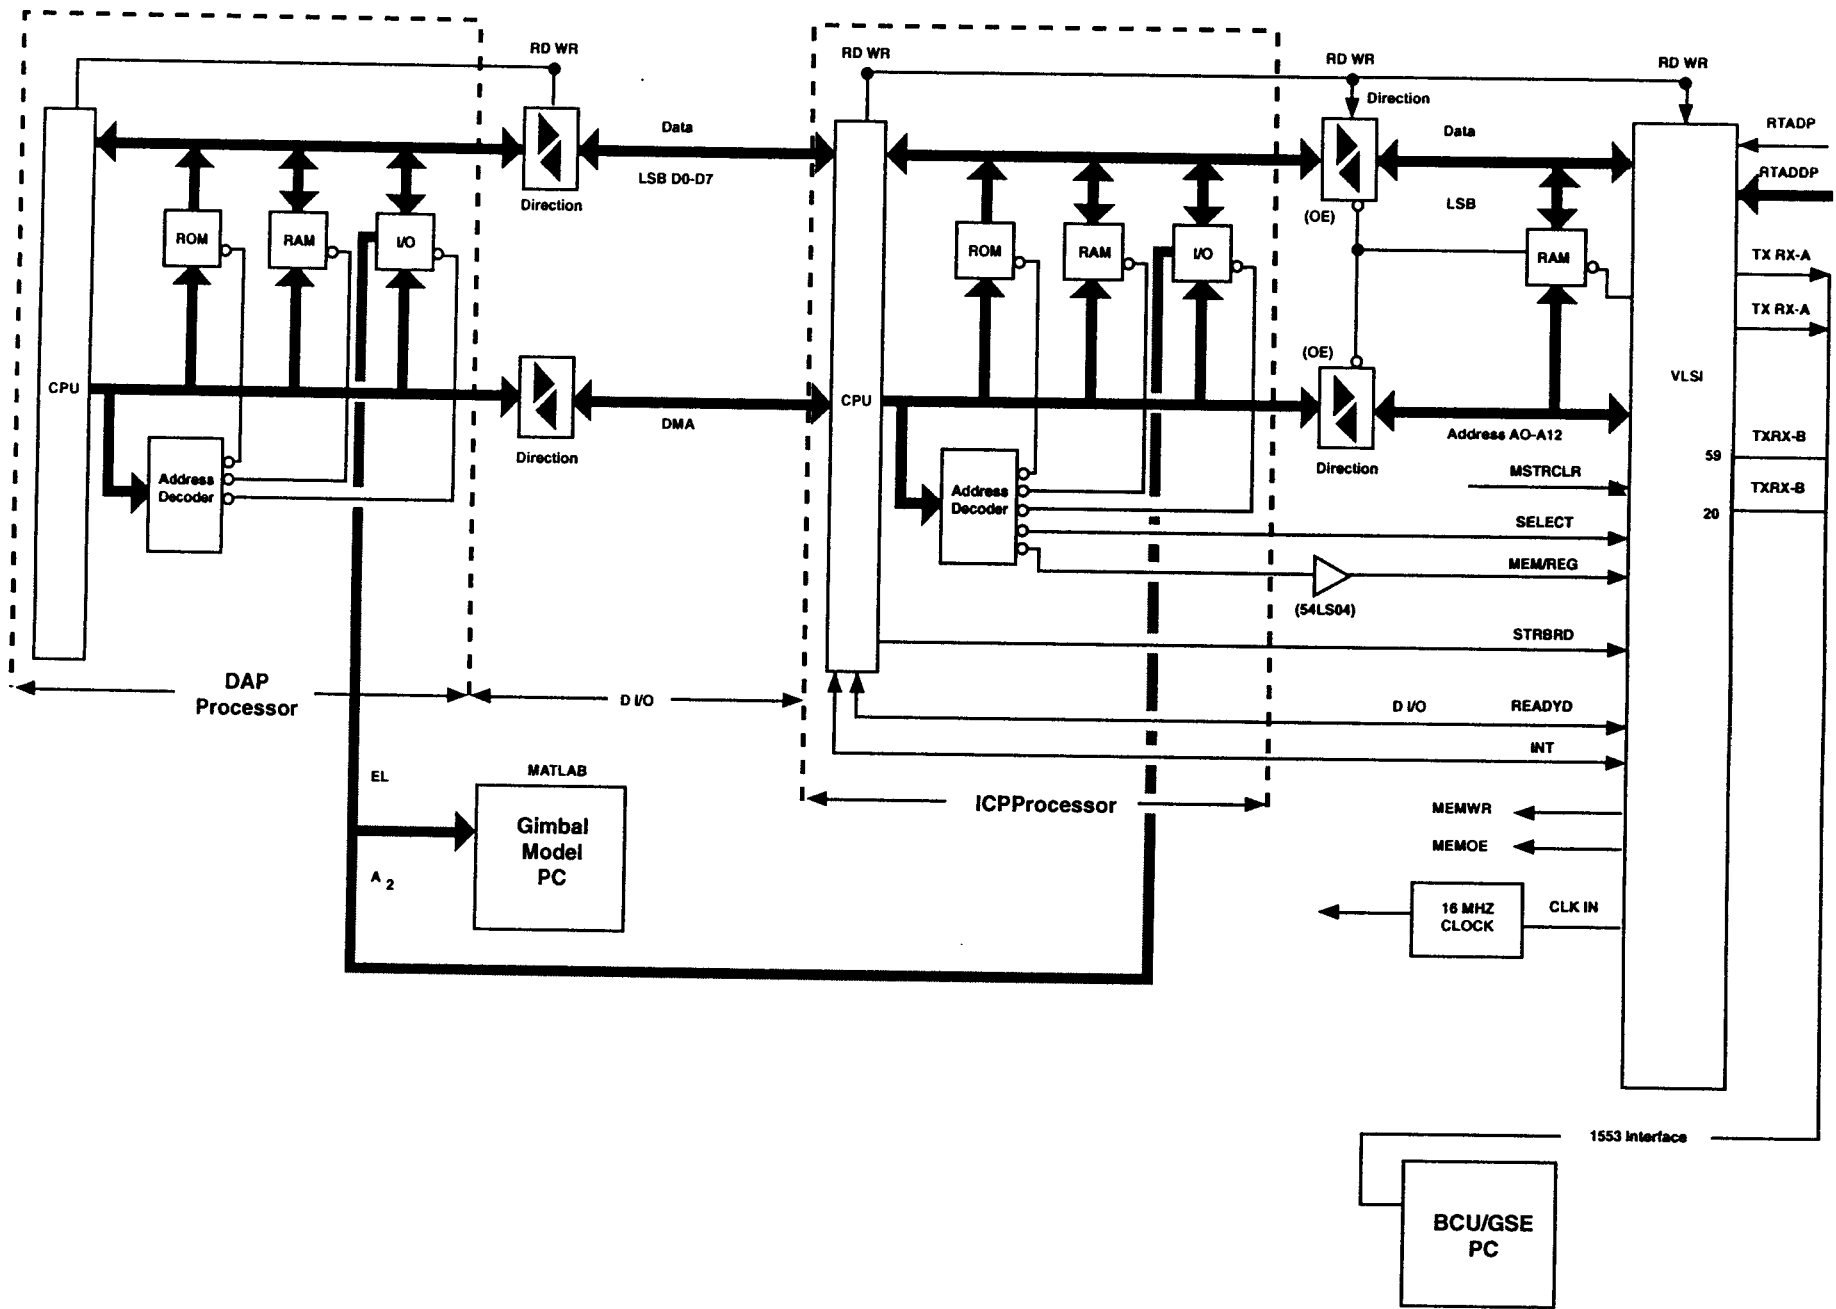 RD WR
RD WR
RD WR
RD WR
Direction
Data
LSB D0-D7
Direction
Data
LSB
(OE)
RTADP
RTADDP
TX RX-A
TX RX-A
ROM
RAM
I/O
ROM
RAM
I/O
RAM
CPU
DMA
Direction
CPU
(OE)
Direction
Address AO-A12
VLSI
59
20
TXRX-B
TXRX-B
Address
Decoder
Address
Decoder
MSTRCLR
SELECT
MEM/REG
(54LS04)
STRBRD
DAP
Processor
D I/O
D I/O
READYD
INT
EL
A 2
MATLAB
Gimbal
Model
PC
ICPProcessor
MEMWR
MEMOE
16 MHZ
CLOCK
CLK IN
1553 Interface
BCU/GSE
PC